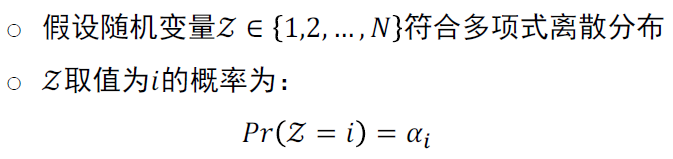 ○ 假设随机变量𝒵 ∈ {1,2, … , N}符合多项式离散分布
○ 𝒵取值为i的概率为：
Pr(𝒵 = i) = αᵢ